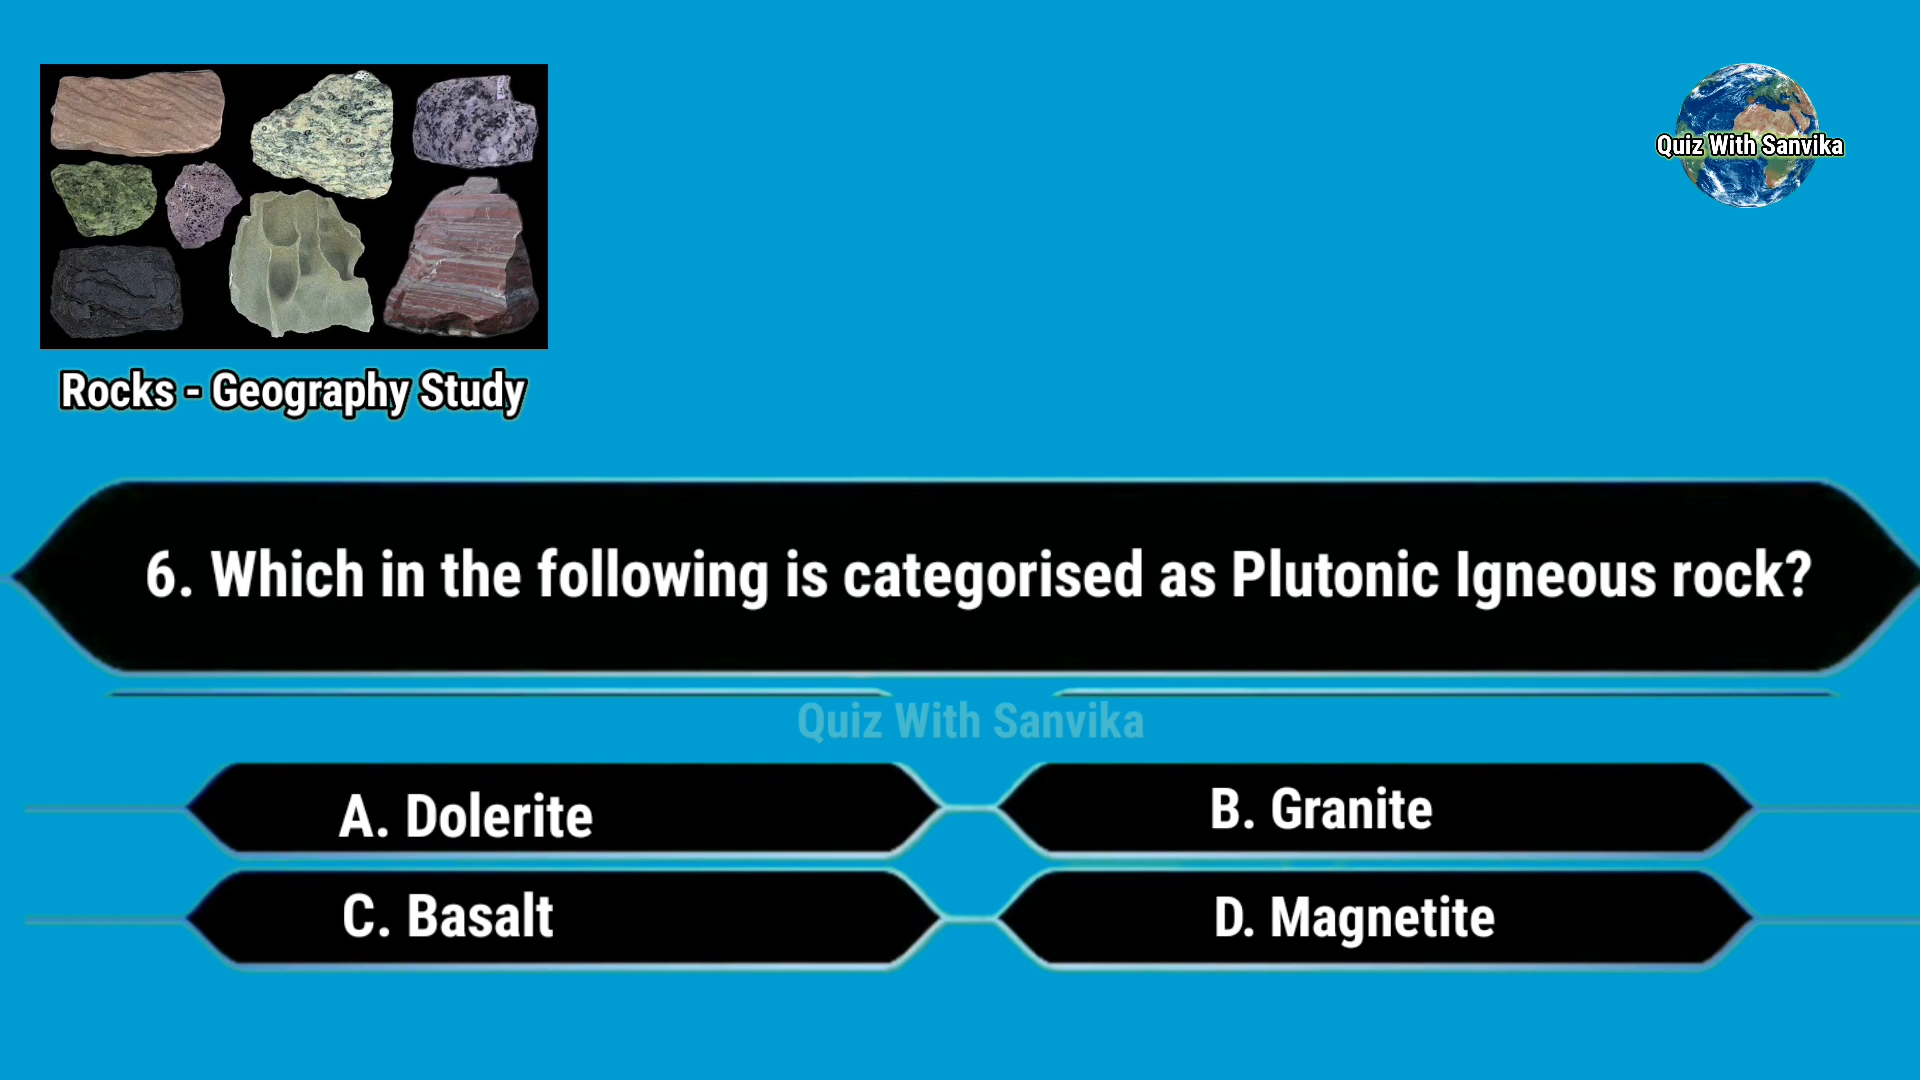 Quiz With Sanvika
Rocks - Geography Study
6. Which in the following is categorised as Plutonic Igneous rock?
Quiz With Sanvika
A. Dolerite
B. Granite
C. Basalt
D. Magnetite